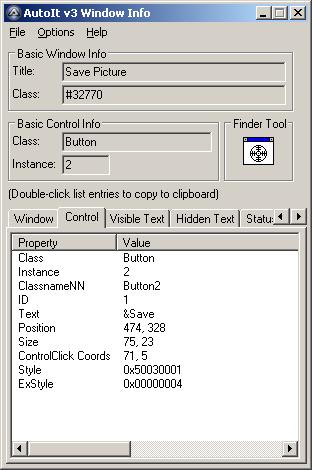 AutoIt v3 Window Info
File Options Help
Basic Window Info
Title: Save Picture
Class: #32770
Basic Control Info
Finder Tool
Class: Button
Instance: 2
(Double-click list entries to copy to clipboard)
Window Control Visible Text Hidden Text Status
Property Value
Class Button
Instance 2
ClassnameNN Button2
ID 1
Text &Save
Position 474, 328
Size 75, 23
ControlClick Coords 71, 5
Style 0x50030001
ExStyle 0x00000004